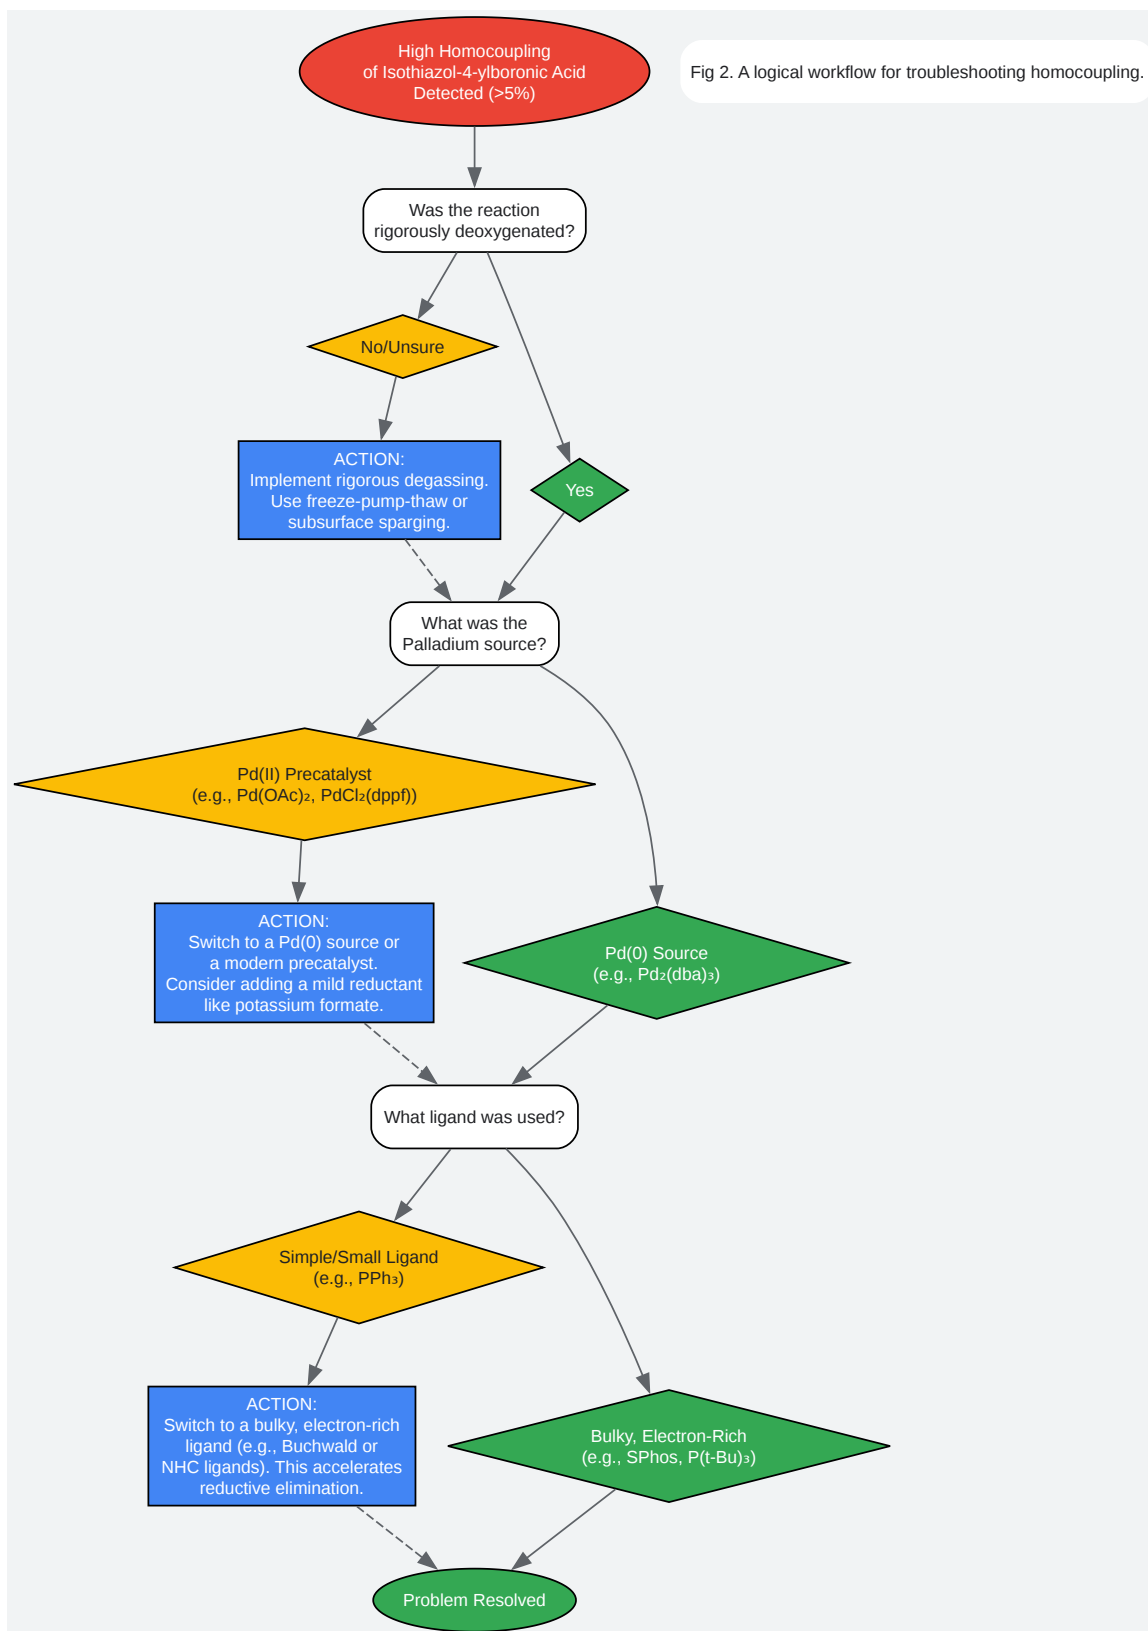 High Homocoupling
of Isothiazol-4-ylboronic Acid
Detected (>5%)
Fig 2. A logical workflow for troubleshooting homocoupling.
Was the reaction
rigorously deoxygenated?
No/Unsure
ACTION:
Implement rigorous degassing.
Use freeze-pump-thaw or
subsurface sparging.
Yes
What was the
Palladium source?
Pd(II) Precatalyst
(e.g., Pd(OAc)₂, PdCl₂(dppf))
ACTION:
Switch to a Pd(0) source or
a modern precatalyst.
Consider adding a mild reductant
like potassium formate.
Pd(0) Source
(e.g., Pd₂(dba)₃)
What ligand was used?
Simple/Small Ligand
(e.g., PPh₃)
ACTION:
Switch to a bulky, electron-rich
ligand (e.g., Buchwald or
NHC ligands). This accelerates
reductive elimination.
Bulky, Electron-Rich
(e.g., SPhos, P(t-Bu)₃)
Problem Resolved